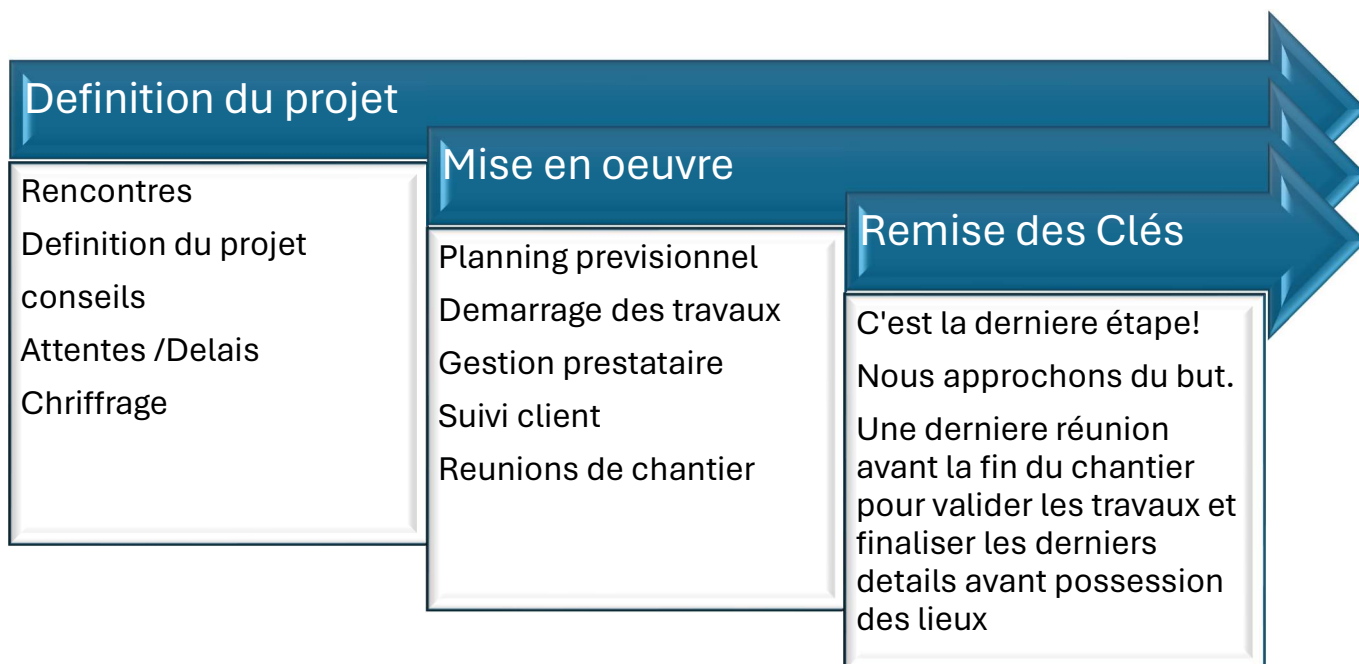 Definition du projet
Rencontres
Definition du projet
conseils
Attentes /Delais
Chriffrage
Mise en oeuvre
Planning previsionnel
Demarrage des travaux
Gestion prestataire
Suivi client
Reunions de chantier
Remise des Clés
C'est la derniere étape!
Nous approchons du but.
Une derniere réunion
avant la fin du chantier
pour valider les travaux et
finaliser les derniers
details avant possession
des lieux